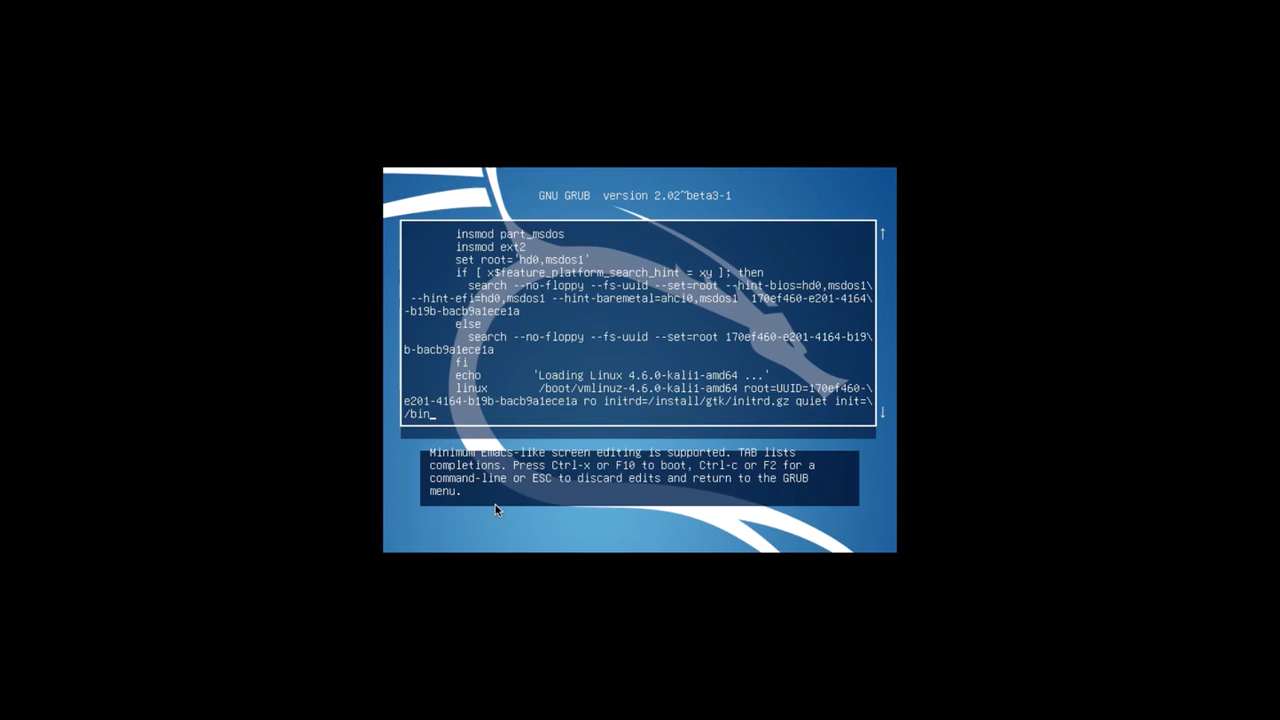 GNU GRUB  version 2.02~beta3-1
insmod part_msdos
insmod ext2
set root='hd0,msdos1'
if [ x$feature_platform_search_hint = xy ]; then
search --no-floppy --fs-uuid --set=root --hint-bios=hd0,msdos1\
--hint-efi=hd0,msdos1 --hint-baremetal=ahci0,msdos1  170ef460-e201-4164\
-b19b-bacb9a1ece1a
else
search --no-floppy --fs-uuid --set=root 170ef460-e201-4164-b19\
b-bacb9a1ece1a
fi
echo        'Loading Linux 4.6.0-kali1-amd64 ...'
linux        /boot/vmlinuz-4.6.0-kali1-amd64 root=UUID=170ef460-\
e201-4164-b19b-bacb9a1ece1a ro initrd=/install/gtk/initrd.gz quiet init=\
/bin_
Minimum Emacs-like screen editing is supported. TAB lists
completions. Press Ctrl-x or F10 to boot, Ctrl-c or F2 for a
command-line or ESC to discard edits and return to the GRUB
menu.